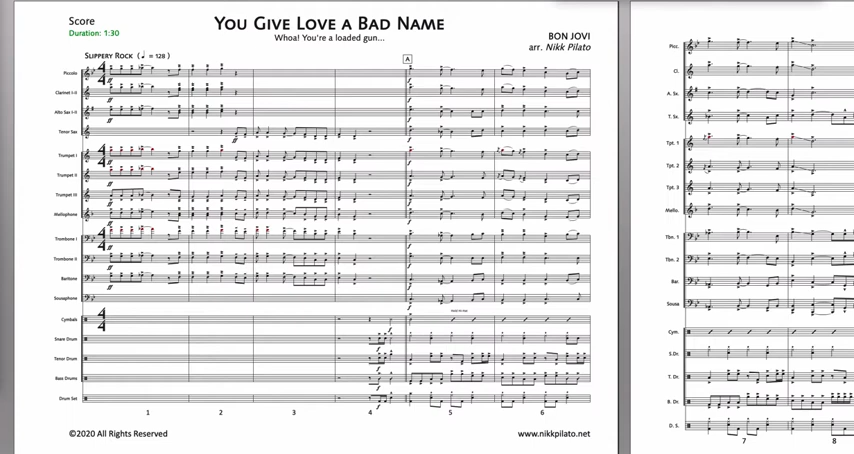 Score
Duration: 1:30
YOU GIVE LOVE A BAD NAME
Whoa! You're a loaded gun...
BON JOVI
arr. Nikk Pilato
SLIPPERY ROCK (♩ = 128)
A
Piccolo
Clarinet I-II
Alto Sax I-II
Tenor Sax
Trumpet I
Trumpet II
Trumpet III
Mellophone
Trombone I
Trombone II
Baritone
Sousaphone
Cymbals
Snare Drum
Tenor Drum
Bass Drums
Drum Set
4
4
ff
f
1 2 3 4 5 6
©2020 All Rights Reserved
www.nikkpilato.net
Picc.
Cl.
A. Sx.
T. Sx.
Tpt. 1
Tpt. 2
Tpt. 3
Mello.
Tbn. 1
Tbn. 2
Bar.
Sousa
Cym.
S.Dr.
T. Dr.
B. Dr.
D. S.
7 8